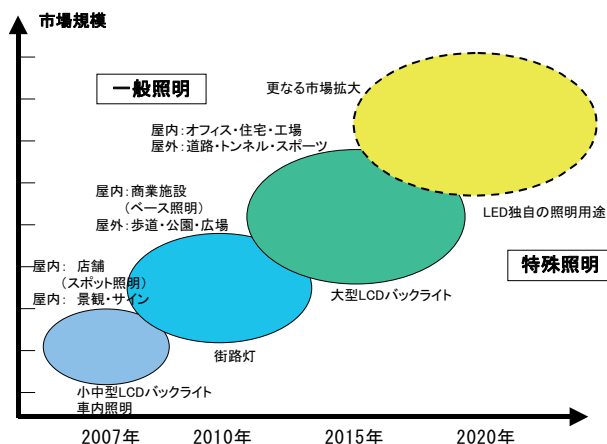 市場規模
一般照明
更なる市場拡大
屋内：オフィス・住宅・工場
屋外：道路・トンネル・スポーツ
屋内：商業施設
（ベース照明）
屋外：歩道・公園・広場
LED独自の照明用途
特殊照明
屋内： 店舗
（スポット照明）
屋内： 景観・サイン
大型LCDバックライト
街路灯
小中型LCDバックライト
車内照明
2007年 2010年 2015年 2020年